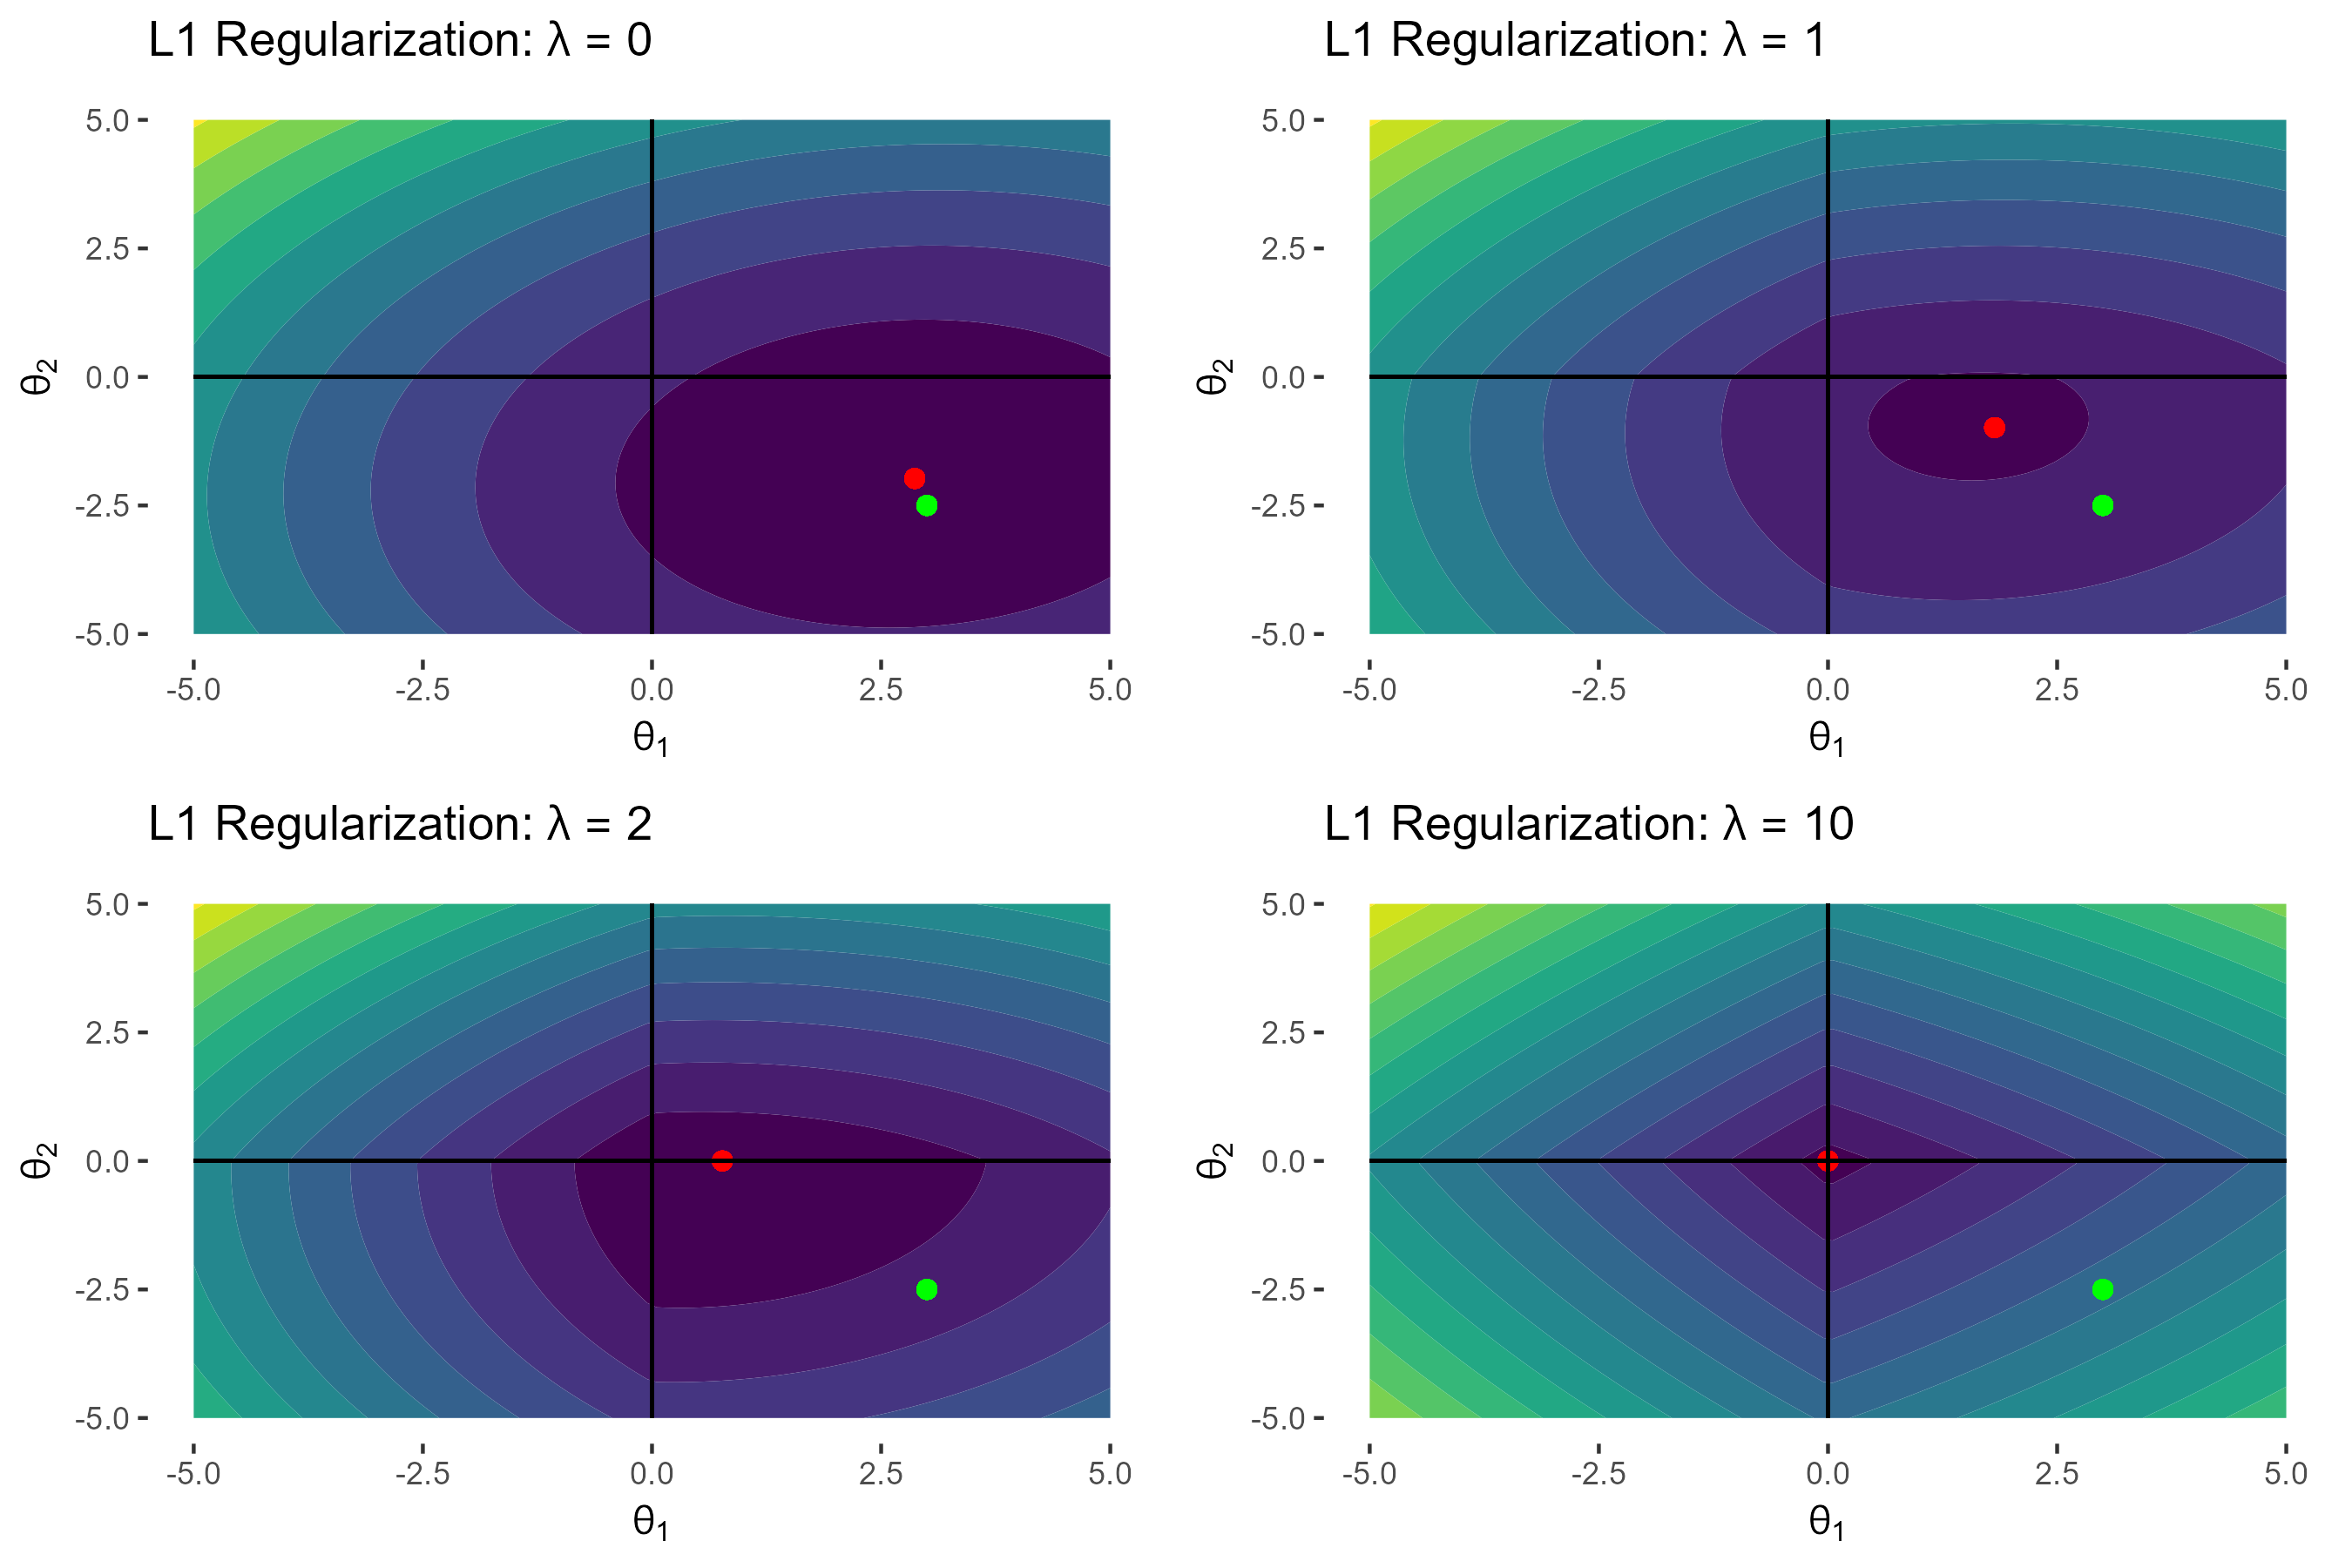 L1 Regularization: λ = 0
5.0
2.5
0.0
-2.5
-5.0
θ2
-5.0 -2.5 0.0 2.5 5.0
θ1
L1 Regularization: λ = 1
5.0
2.5
0.0
-2.5
-5.0
θ2
-5.0 -2.5 0.0 2.5 5.0
θ1
L1 Regularization: λ = 2
5.0
2.5
0.0
-2.5
-5.0
θ2
-5.0 -2.5 0.0 2.5 5.0
θ1
L1 Regularization: λ = 10
5.0
2.5
0.0
-2.5
-5.0
θ2
-5.0 -2.5 0.0 2.5 5.0
θ1